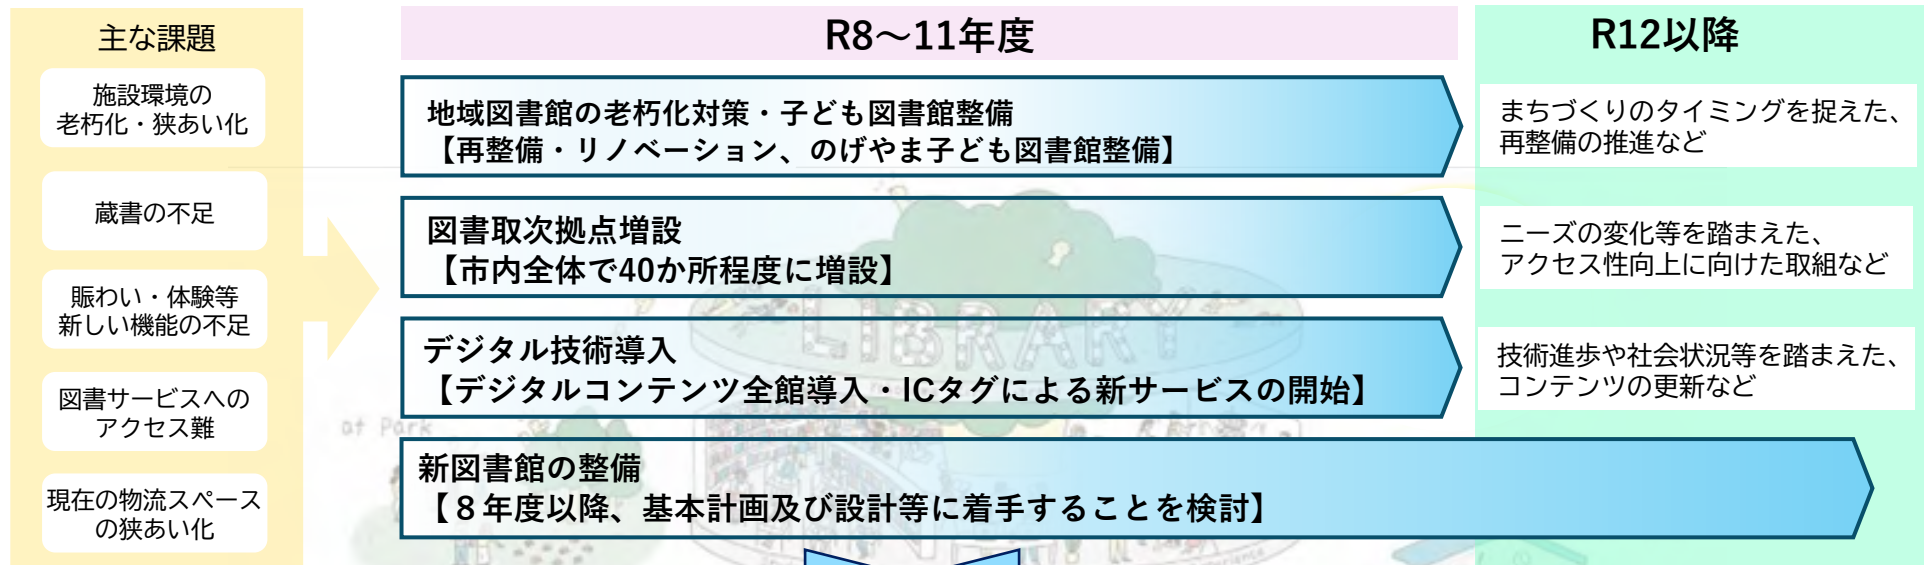 主な課題
施設環境の
老朽化・狭あい化
蔵書の不足
賑わい・体験等
新しい機能の不足
図書サービスへの
アクセス難
現在の物流スペース
の狭あい化
R8～11年度
地域図書館の老朽化対策・子ども図書館整備
【再整備・リノベーション、のげやま子ども図書館整備】
図書取次拠点増設
【市内全体で40か所程度に増設】
デジタル技術導入
【デジタルコンテンツ全館導入・ICタグによる新サービスの開始】
新図書館の整備
【８年度以降、基本計画及び設計等に着手することを検討】
R12以降
まちづくりのタイミングを捉えた、
再整備の推進など
ニーズの変化等を踏まえた、
アクセス性向上に向けた取組など
技術進歩や社会状況等を踏まえた、
コンテンツの更新など
LIBRARY
at Park